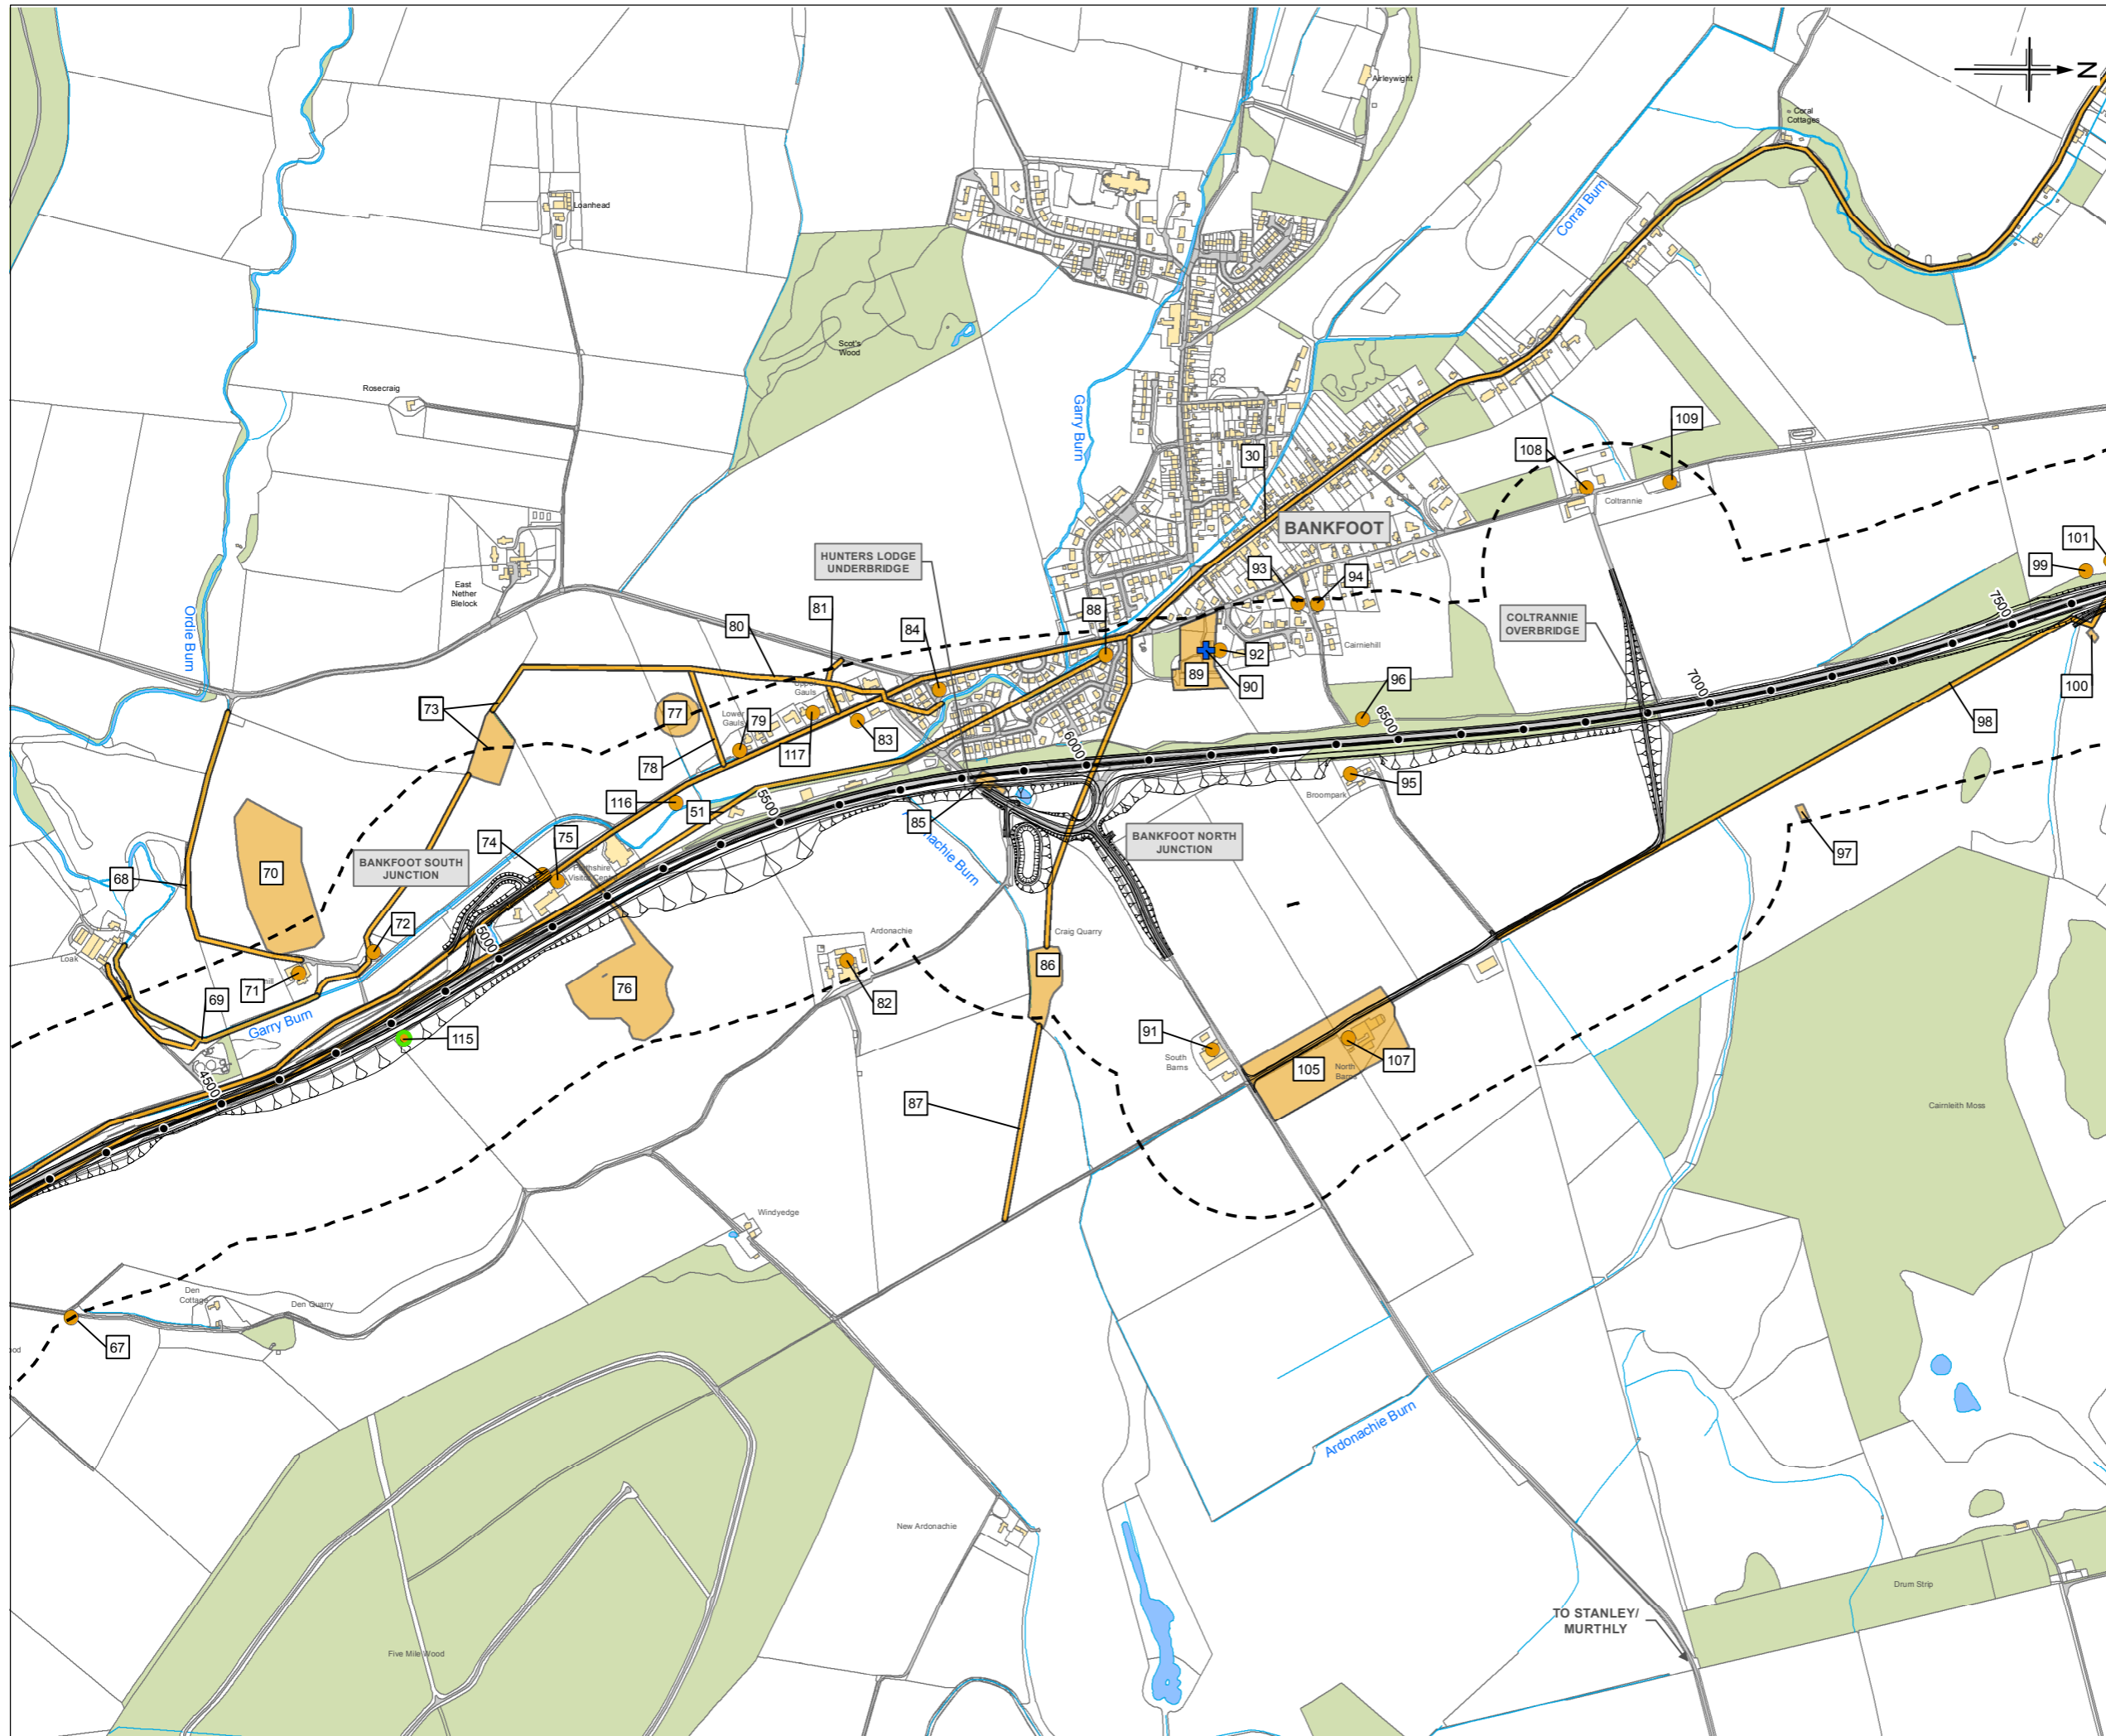 Airleywight
N
Coral
Cottages
Loanhead
Corral Burn
Scot's
Wood
Rosecraig
Garry Burn
109
108
30
Coltrannie
BANKFOOT
101
99
HUNTERS LODGE
UNDERBRIDGE
93
94
East
Nether
Blelock
7500
81
88
COLTRANNIE
OVERBRIDGE
80
84
Ordie Burn
Cairniehill
92
89
90
96
7000
100
Gauls
73
77
Lower
Gauls
79
98
83
6500
117
6000
78
95
116
51
5500
Broompark
85
74
75
BANKFOOT NORTH
JUNCTION
97
BANKFOOT SOUTH
JUNCTION
70
68
Visitor
72
5000
Ardonachie
Craig Quarry
Loak
86
71
76
82
69
Garry Burn
91
115
South
Barns
105
North
Barns
107
4500
87
Cairnleith Moss
Windyedge
Den
Cottage
Den Quarry
67
Ardonachie Burn
New Ardonachie
Drum Strip
TO STANLEY/
MURTHLY
Five Mile Wood